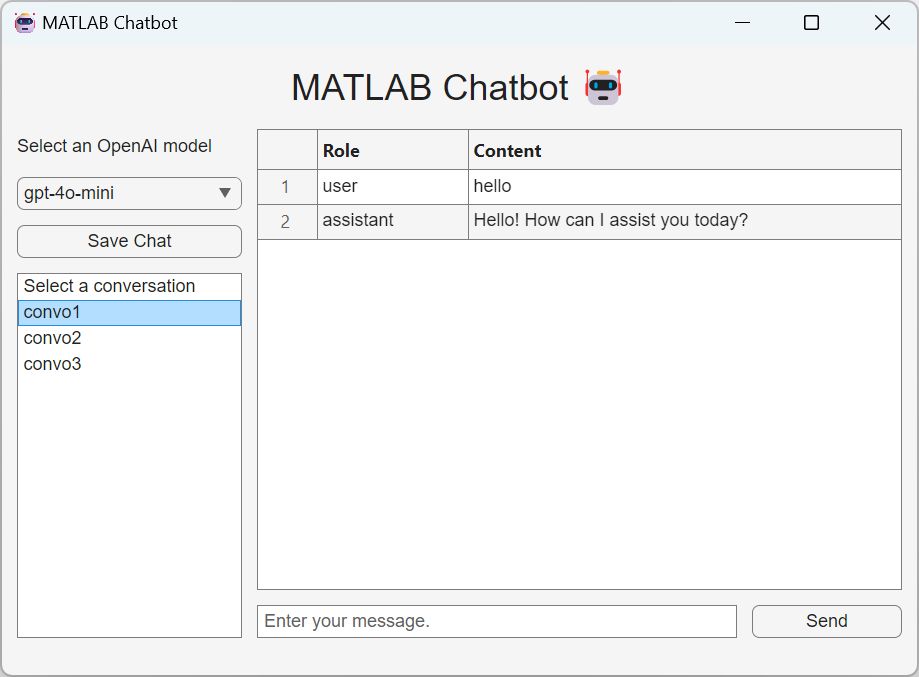 MATLAB Chatbot
MATLAB Chatbot
Select an OpenAI model
gpt-4o-mini
Save Chat
Select a conversation
convo1
convo2
convo3
Role Content
1 user hello
2 assistant Hello! How can I assist you today?
Enter your message.
Send